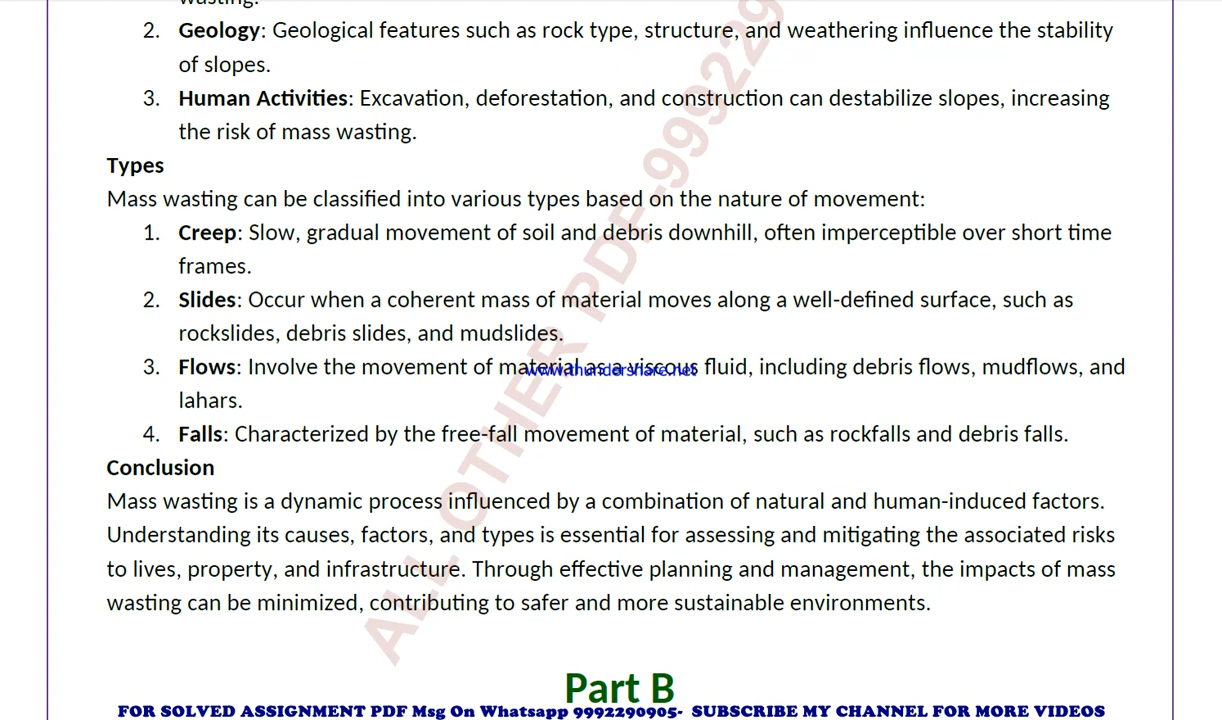 wasting.
2. Geology: Geological features such as rock type, structure, and weathering influence the stability
of slopes.
3. Human Activities: Excavation, deforestation, and construction can destabilize slopes, increasing
the risk of mass wasting.
Types
Mass wasting can be classified into various types based on the nature of movement:
1. Creep: Slow, gradual movement of soil and debris downhill, often imperceptible over short time
frames.
2. Slides: Occur when a coherent mass of material moves along a well-defined surface, such as
rockslides, debris slides, and mudslides.
3. Flows: Involve the movement of material as a viscous fluid, including debris flows, mudflows, and
www.thundershare.net
lahars.
4. Falls: Characterized by the free-fall movement of material, such as rockfalls and debris falls.
Conclusion
Mass wasting is a dynamic process influenced by a combination of natural and human-induced factors.
Understanding its causes, factors, and types is essential for assessing and mitigating the associated risks
to lives, property, and infrastructure. Through effective planning and management, the impacts of mass
wasting can be minimized, contributing to safer and more sustainable environments.
ALL OTHER PDF-999229
Part B
FOR SOLVED ASSIGNMENT PDF Msg On Whatsapp 9992290905- SUBSCRIBE MY CHANNEL FOR MORE VIDEOS